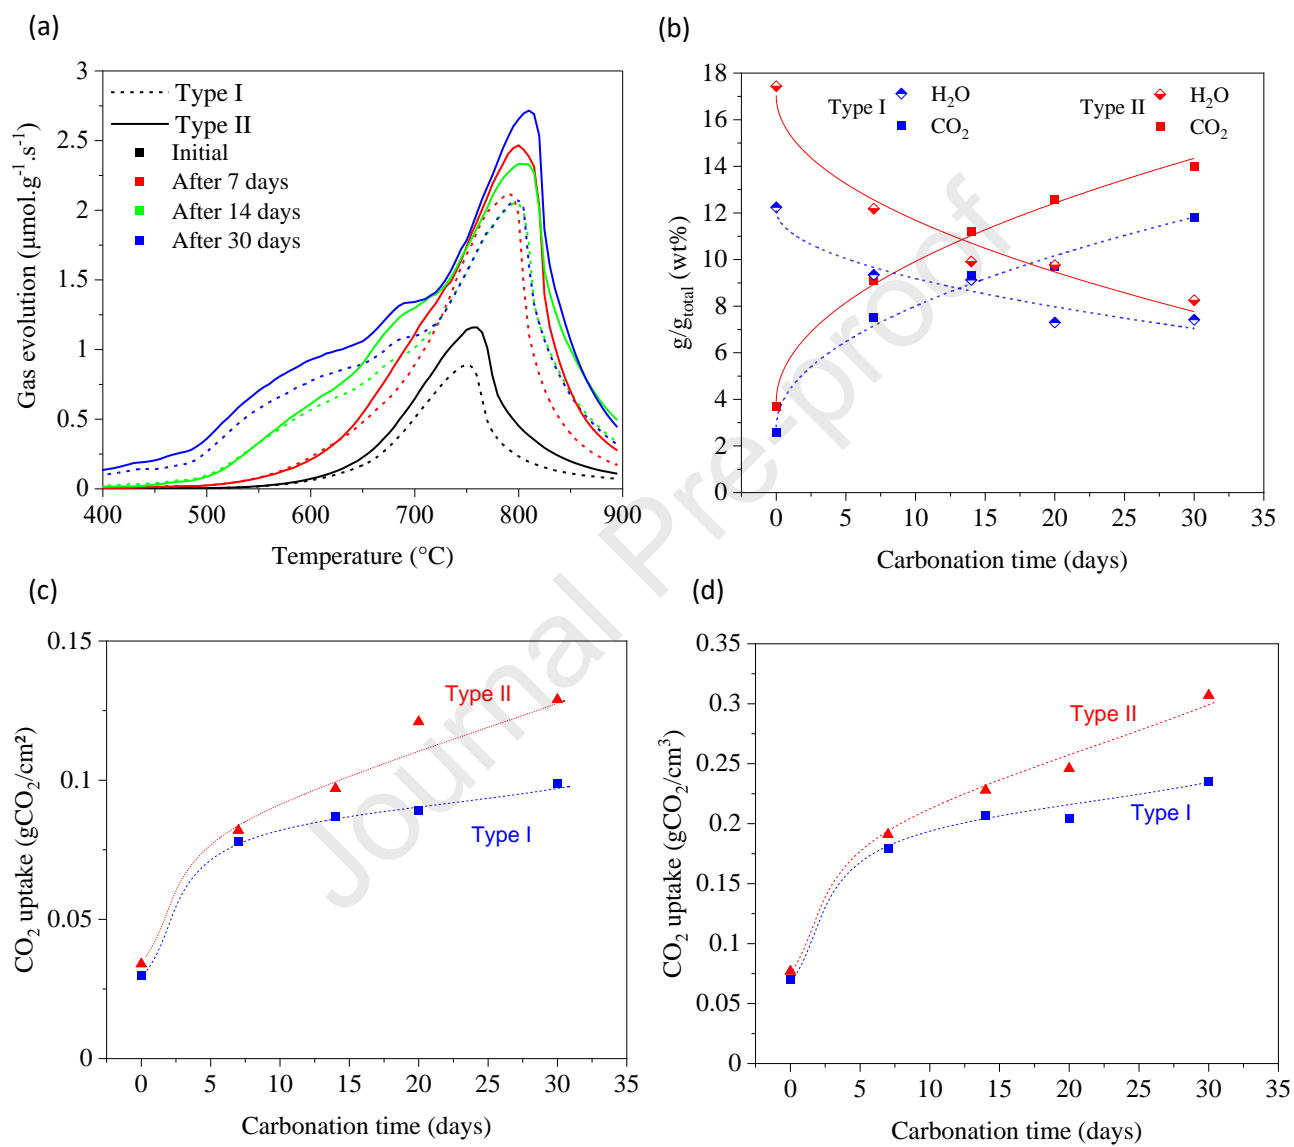 (a)
Gas evolution (μmol.g⁻¹.s⁻¹)
3
2.5
2
1.5
1
0.5
0
Type I
Type II
Initial
After 7 days
After 14 days
After 30 days
400 500 600 700 800 900
Temperature (°C)
(b)
g/g_total (wt%)
18
16
14
12
10
8
6
4
2
0
Type I
H₂O
CO₂
Type II
H₂O
CO₂
0 5 10 15 20 25 30 35
Carbonation time (days)
(c)
CO₂ uptake (gCO₂/cm²)
0.15
0.1
0.05
0
Type II
Type I
0 5 10 15 20 25 30 35
Carbonation time (days)
(d)
CO₂ uptake (gCO₂/cm³)
0.35
0.3
0.25
0.2
0.15
0.1
0.05
0
Type II
Type I
0 5 10 15 20 25 30 35
Carbonation time (days)
Journal Pre-proof